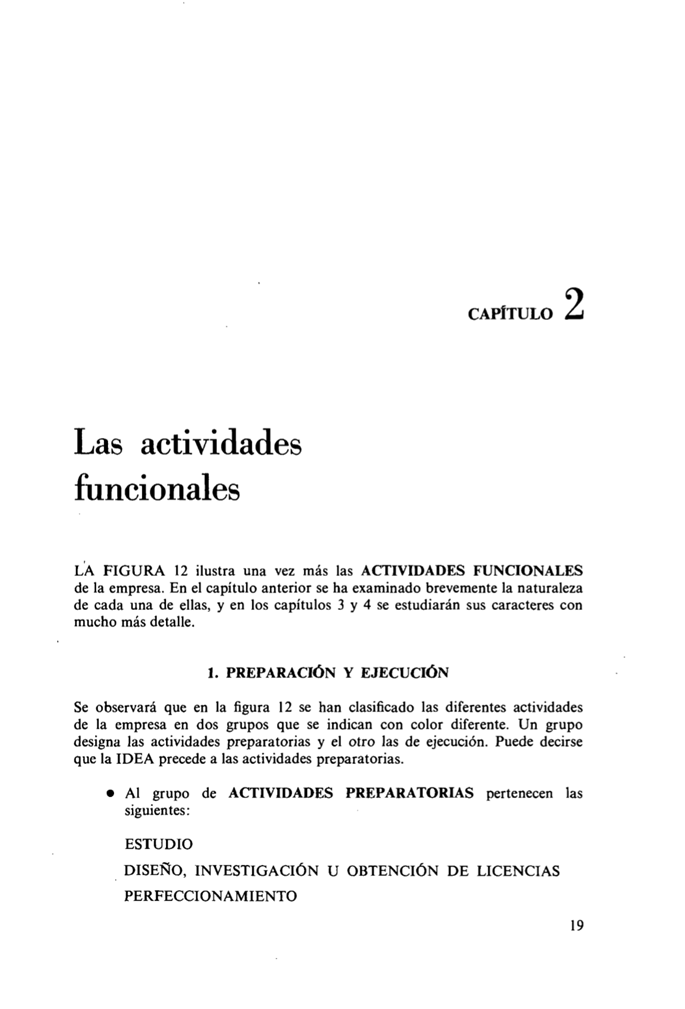 CAPÍTULO 2
Las actividades
funcionales
LA FIGURA 12 ilustra una vez más las ACTIVIDADES FUNCIONALES
de la empresa. En el capítulo anterior se ha examinado brevemente la naturaleza
de cada una de ellas, y en los capítulos 3 y 4 se estudiarán sus caracteres con
mucho más detalle.
1. PREPARACIÓN Y EJECUCIÓN
Se observará que en la figura 12 se han clasificado las diferentes actividades
de la empresa en dos grupos que se indican con color diferente. Un grupo
designa las actividades preparatorias y el otro las de ejecución. Puede decirse
que la IDEA precede a las actividades preparatorias.
• Al grupo de ACTIVIDADES PREPARATORIAS pertenecen las
siguientes:
ESTUDIO
DISEÑO, INVESTIGACIÓN U OBTENCIÓN DE LICENCIAS
PERFECCIONAMIENTO
19